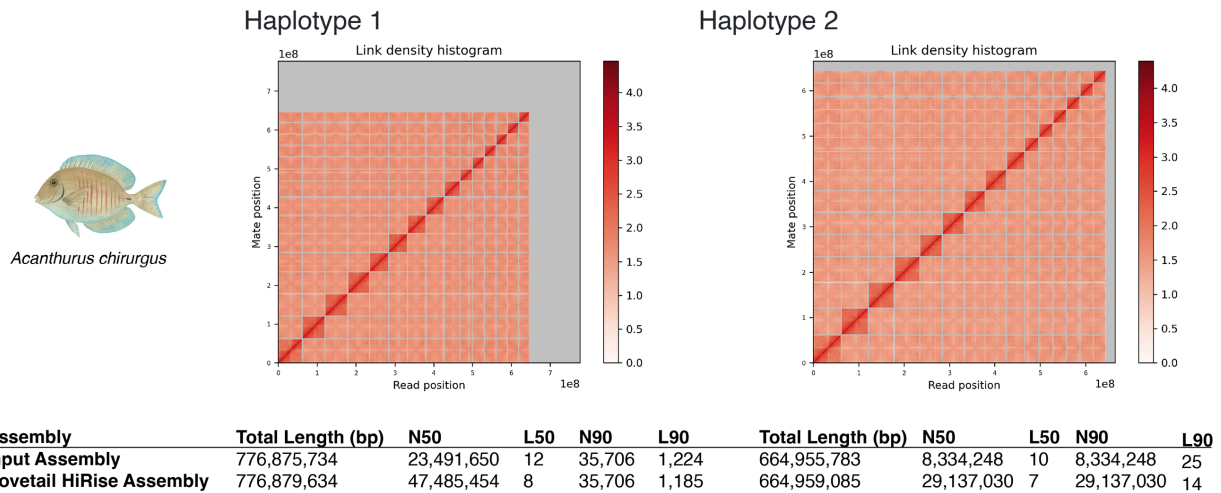 Haplotype 1
Haplotype 2
Link density histogram
Link density histogram
1e8
7
6
5
4
3
2
1
0
Mate position
0 1 2 3 4 5 6 7
Read position
1e8
4.0
3.5
3.0
2.5
2.0
1.5
1.0
0.5
0.0
1e8
6
5
4
3
2
1
0
Mate position
0 1 2 3 4 5 6
Read position
1e8
4.0
3.5
3.0
2.5
2.0
1.5
1.0
0.5
0.0
Acanthurus chirurgus
ssembly Total Length (bp) N50 L50 N90 L90 Total Length (bp) N50 L50 N90 L90
put Assembly 776,875,734 23,491,650 12 35,706 1,224 664,955,783 8,334,248 10 8,334,248 25
ovetail HiRise Assembly 776,879,634 47,485,454 8 35,706 1,185 664,959,085 29,137,030 7 29,137,030 14